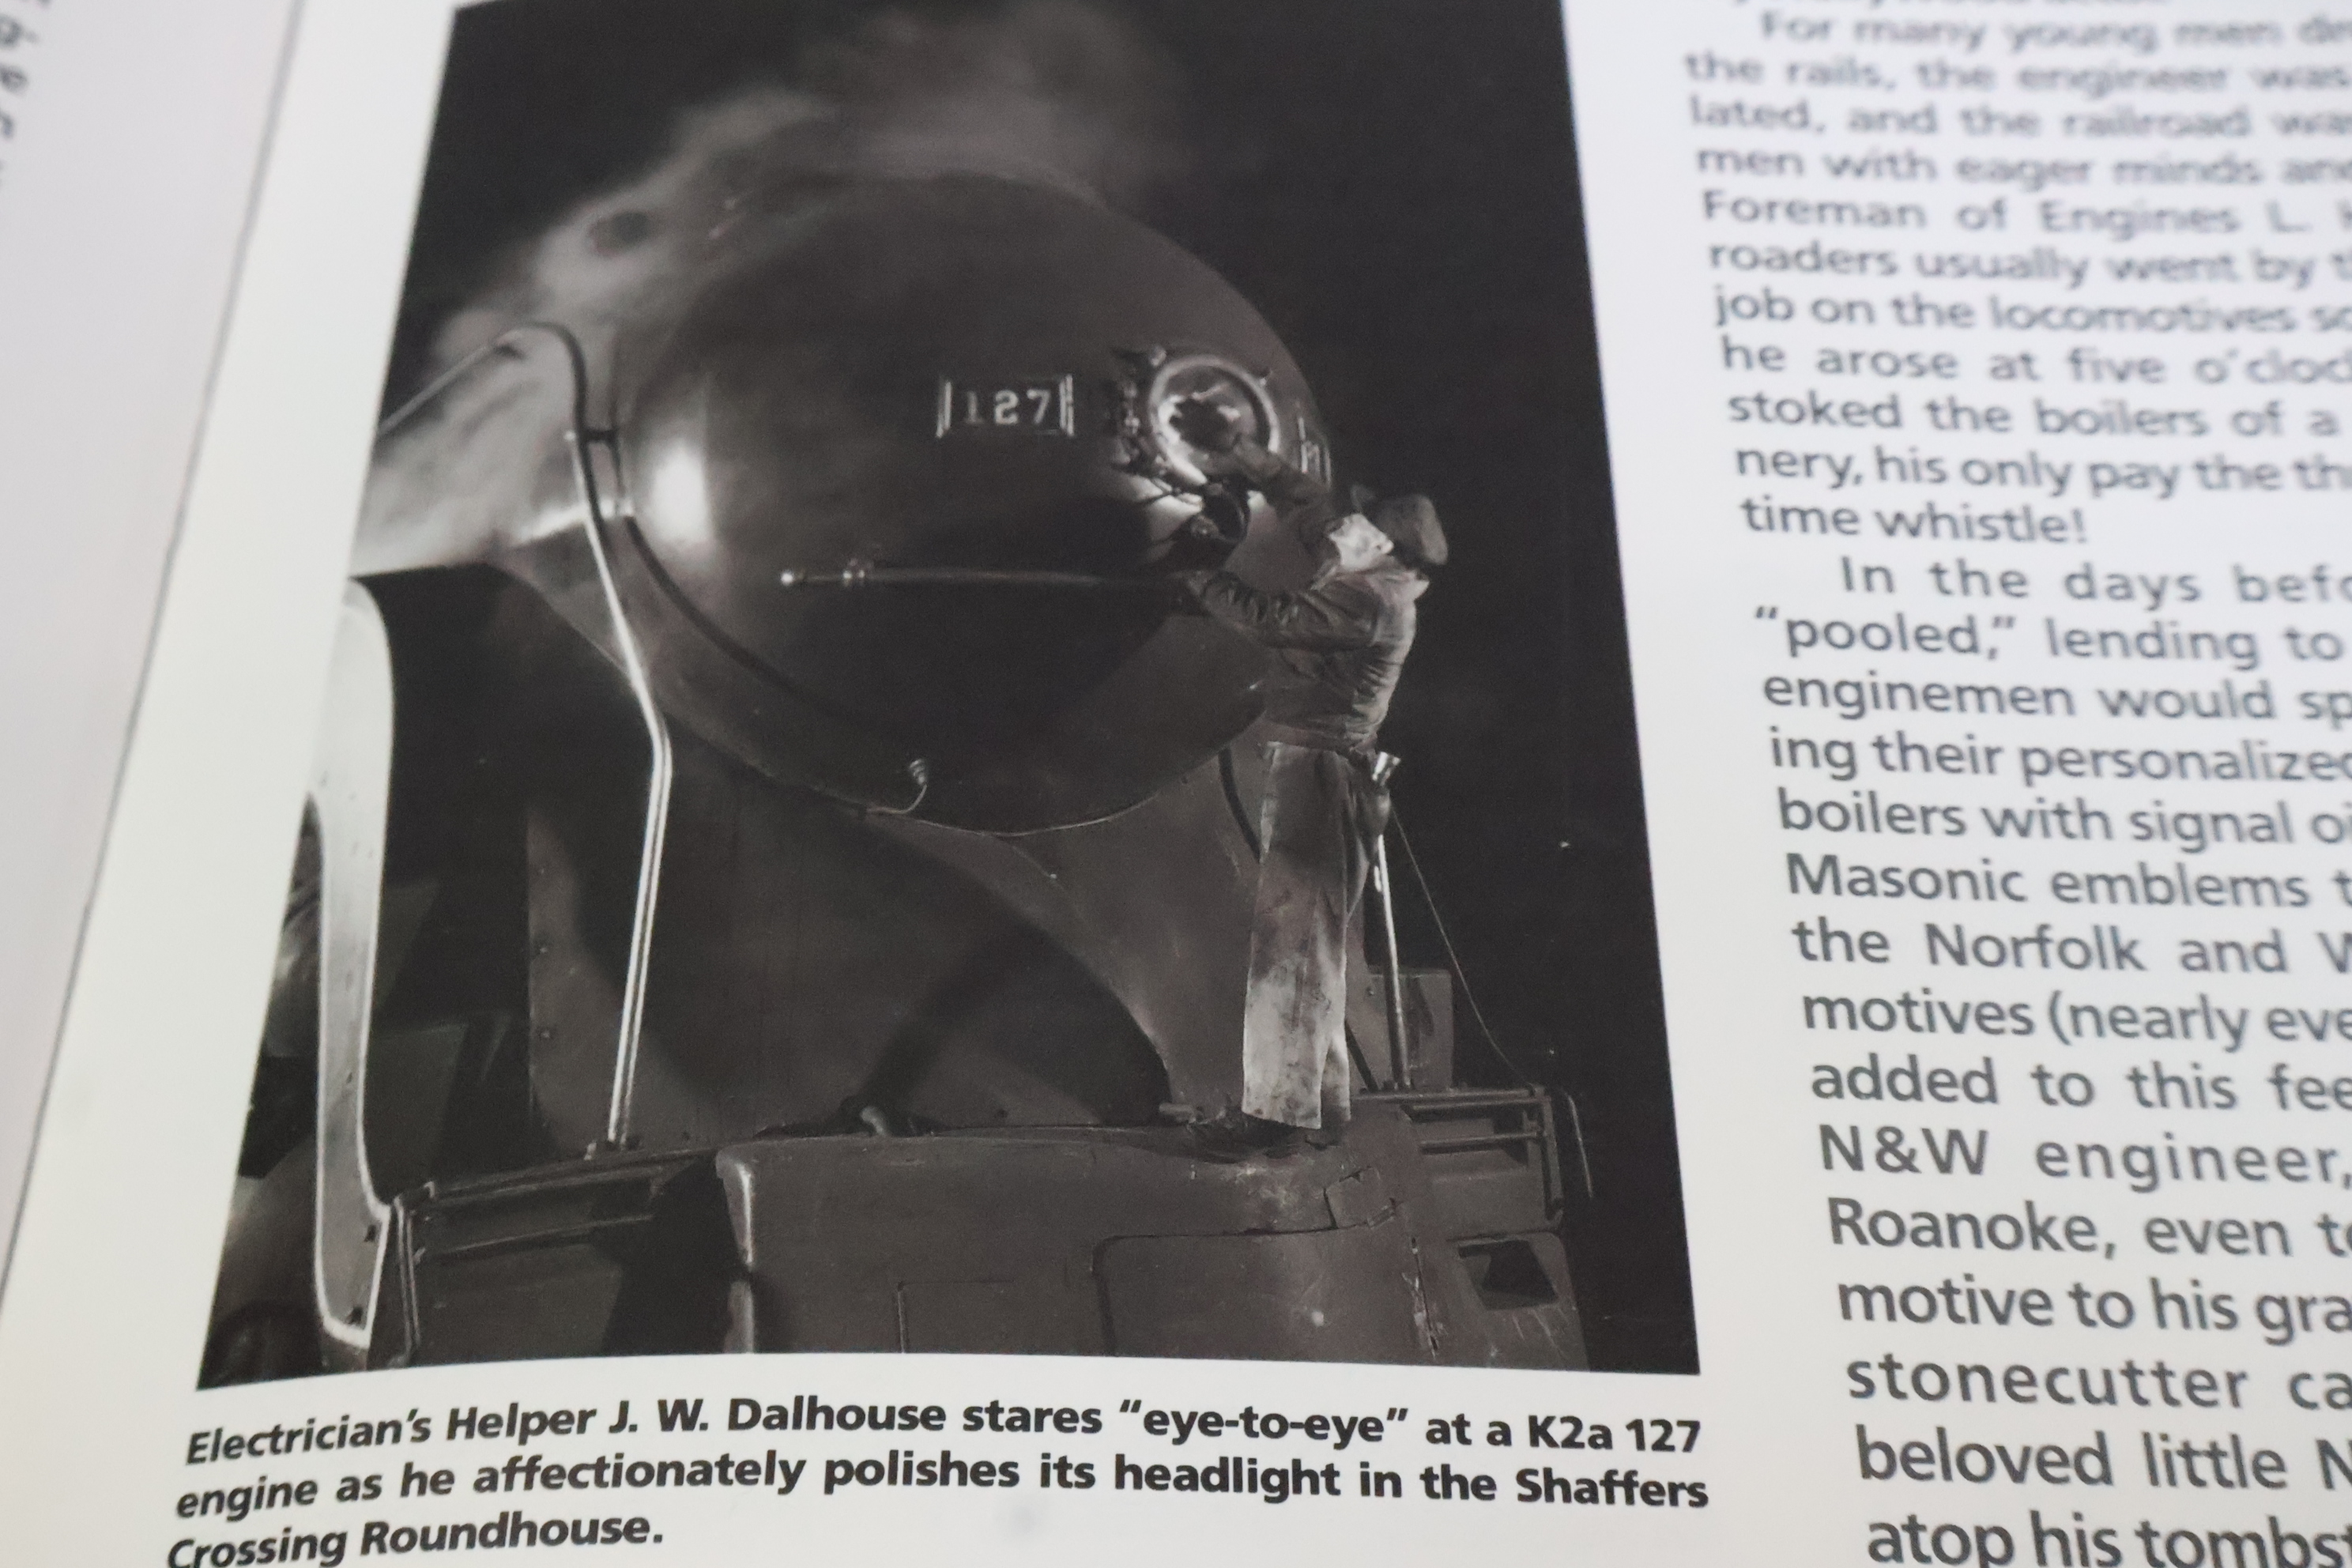 127
Electrician's Helper J. W. Dalhouse stares "eye-to-eye" at a K2a 127
engine as he affectionately polishes its headlight in the Shaffers
Crossing Roundhouse.
For many young men
the rails, the engineer was
lated, and the railroad
men with eager minds
Foreman of Engines L.
roaders usually went by
job on the locomotives
he arose at five
stoked the boilers of a
nery, his only pay the
time whistle!
In the days
"pooled," lending to
enginemen would
ing their personalized
boilers with signal
Masonic emblems
the Norfolk and
motives (nearly
added to this
N&W engineer,
Roanoke, even
motive to his
stonecutter
beloved little
atop his